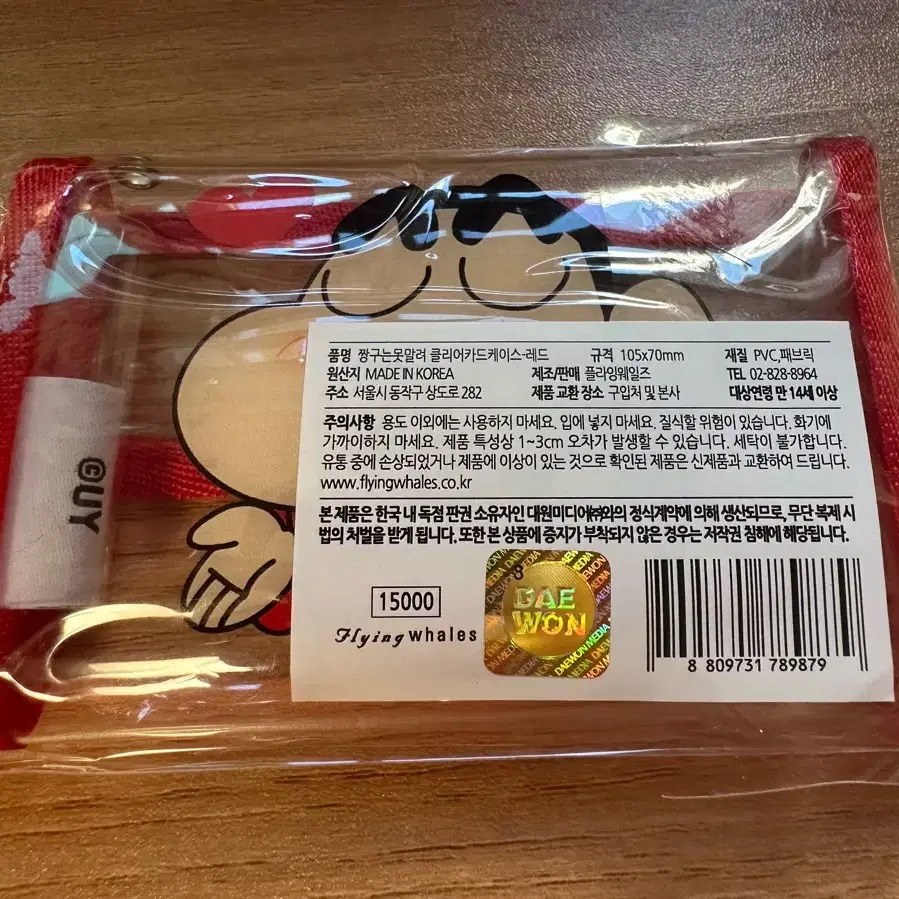 품명 짱구는못말려 클리어카드케이스-레드 규격 105x70mm 재질 PVC,패브릭
원산지 MADE IN KOREA 제조/판매 플라잉웨일즈 TEL 02-828-8964
주소 서울시 동작구 상도로 282 제품 교환 장소 구입처 및 본사 대상연령 만 14세 이상
주의사항 용도 이외에는 사용하지 마세요. 입에 넣지 마세요. 질식할 위험이 있습니다. 화기에
가까이하지 마세요. 제품 특성상 1~3cm 오차가 발생할 수 있습니다. 세탁이 불가합니다.
유통 중에 손상되었거나 제품에 이상이 있는 것으로 확인된 제품은 신제품과 교환하여 드립니다.
www.flyingwhales.co.kr
본 제품은 한국 내 독점 판권 소유자인 대원미디어㈜와의 정식계약에 의해 생산되므로, 무단 복제 시
법의 처벌을 받게 됩니다. 또한 본 상품에 증지가 부착되지 않은 경우는 저작권 침해에 해당됩니다.
15000
Flying whales
DAE
WON
DAEWON MEDIA
8 809731 789879
©UY